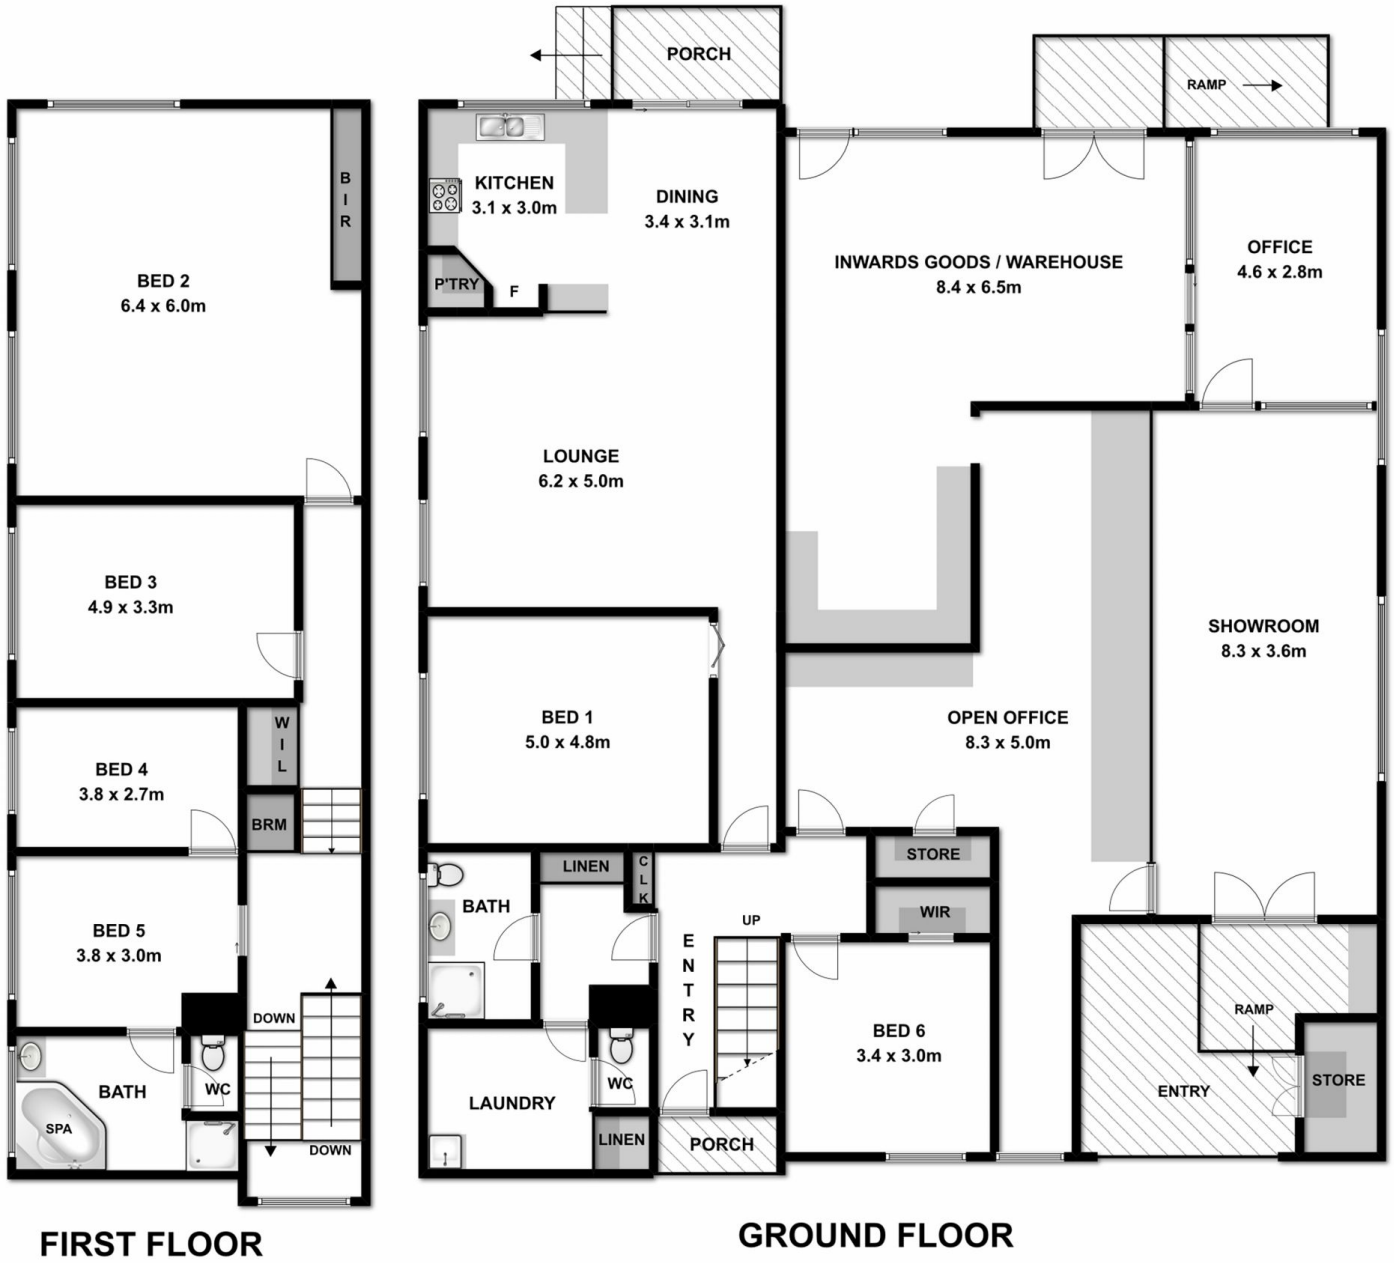 B
I
R
BED 2
6.4 x 6.0m
BED 3
4.9 x 3.3m
W
I
L
BED 4
3.8 x 2.7m
BRM
BED 5
3.8 x 3.0m
DOWN
WC
BATH
SPA
DOWN
FIRST FLOOR
PORCH
KITCHEN
3.1 x 3.0m
DINING
3.4 x 3.1m
P'TRY
F
LOUNGE
6.2 x 5.0m
BED 1
5.0 x 4.8m
LINEN
C
L
K
BATH
UP
E
N
T
R
Y
WC
LAUNDRY
LINEN
PORCH
RAMP
INWARDS GOODS / WAREHOUSE
8.4 x 6.5m
OFFICE
4.6 x 2.8m
SHOWROOM
8.3 x 3.6m
OPEN OFFICE
8.3 x 5.0m
STORE
WIR
BED 6
3.4 x 3.0m
RAMP
ENTRY
STORE
GROUND FLOOR